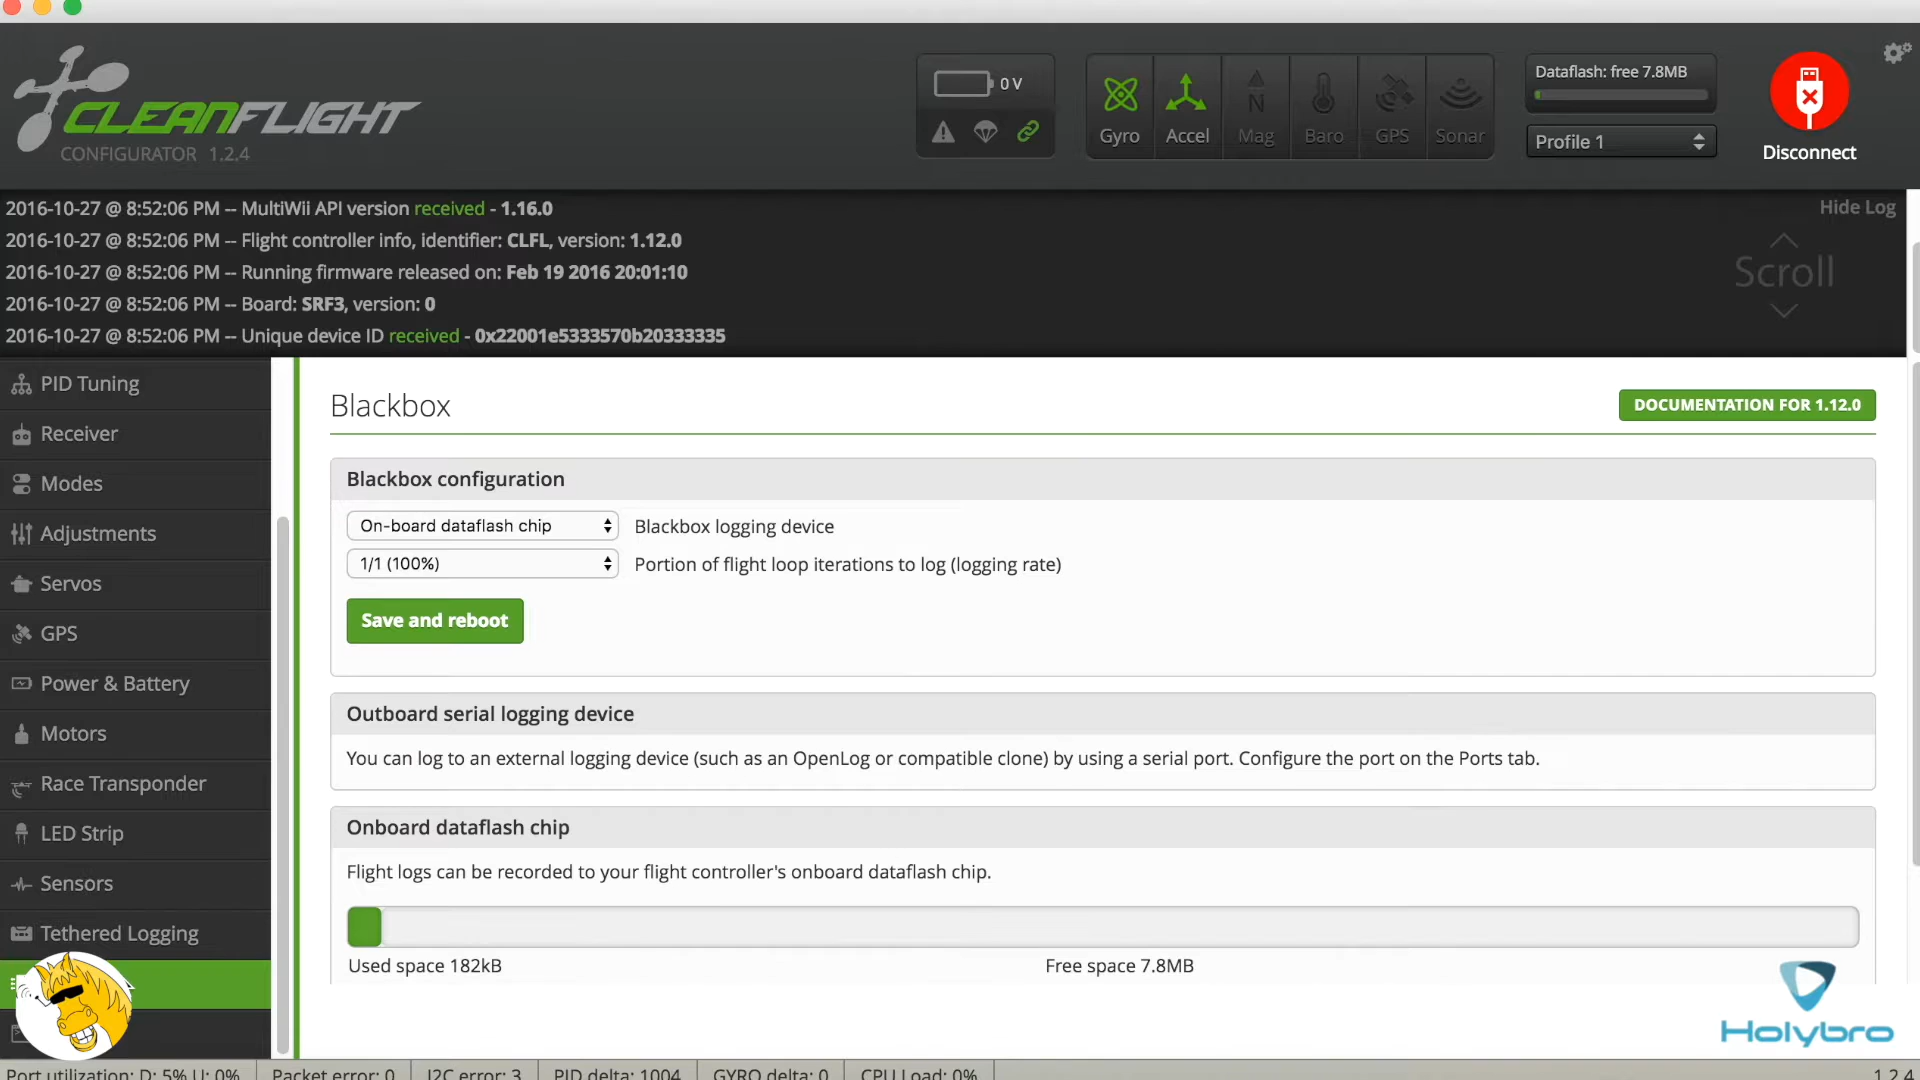 CLEANFLIGHT
CONFIGURATOR 1.2.4
0 V
Gyro
Accel
N
Mag
Baro
GPS
Sonar
Dataflash: free 7.8MB
Profile 1
Disconnect
2016-10-27 @ 8:52:06 PM -- MultiWii API version received - 1.16.0
2016-10-27 @ 8:52:06 PM -- Flight controller info, identifier: CLFL, version: 1.12.0
2016-10-27 @ 8:52:06 PM -- Running firmware released on: Feb 19 2016 20:01:10
2016-10-27 @ 8:52:06 PM -- Board: SRF3, version: 0
2016-10-27 @ 8:52:06 PM -- Unique device ID received - 0x22001e5333570b20333335
Hide Log
Scroll
PID Tuning
Receiver
Modes
Adjustments
Servos
GPS
Power & Battery
Motors
Race Transponder
LED Strip
Sensors
Tethered Logging
Blackbox
DOCUMENTATION FOR 1.12.0
Blackbox configuration
On-board dataflash chip
Blackbox logging device
1/1 (100%)
Portion of flight loop iterations to log (logging rate)
Save and reboot
Outboard serial logging device
You can log to an external logging device (such as an OpenLog or compatible clone) by using a serial port. Configure the port on the Ports tab.
Onboard dataflash chip
Flight logs can be recorded to your flight controller's onboard dataflash chip.
Used space 182kB
Free space 7.8MB
Holybro
Port utilization: D: 5% U: 0%
Packet error: 0
I2C error: 3
PID delta: 1004
GYRO delta: 0
CPU Load: 0%
1.2.4